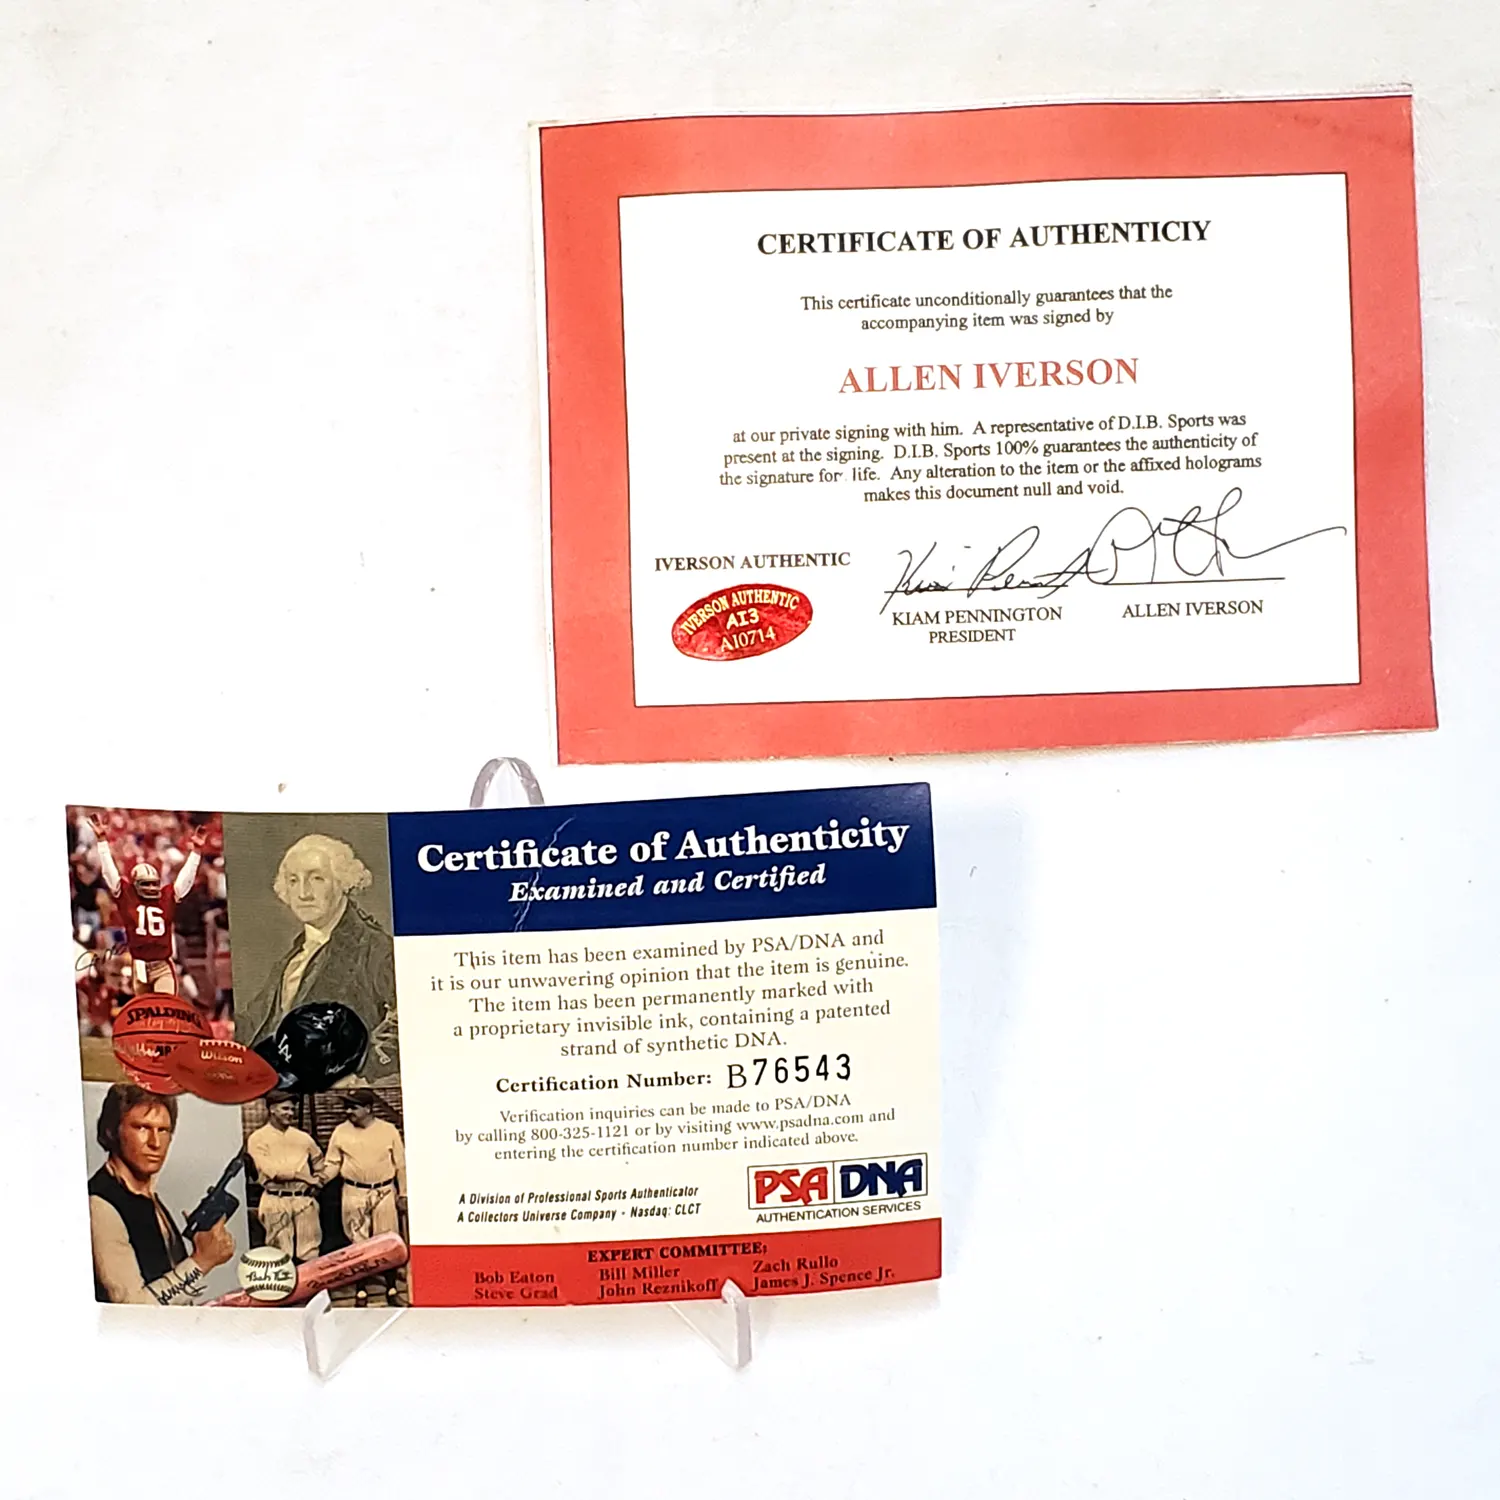 CERTIFICATE OF AUTHENTICIY
This certificate unconditionally guarantees that the
accompanying item was signed by
ALLEN IVERSON
at our private signing with him. A representative of D.I.B. Sports was
present at the signing. D.I.B. Sports 100% guarantees the authenticity of
the signature for life. Any alteration to the item or the affixed holograms
makes this document null and void.
IVERSON AUTHENTIC
IVERSON AUTHENTIC
AI3
AI0714
Kiam Pennington
KIAM PENNINGTON
PRESIDENT
ALLEN IVERSON
16
SPALDING
Wilson
LA
Babe Ruth
Certificate of Authenticity
Examined and Certified
This item has been examined by PSA/DNA and
it is our unwavering opinion that the item is genuine.
The item has been permanently marked with
a proprietary invisible ink, containing a patented
strand of synthetic DNA.
Certification Number: B76543
Verification inquiries can be made to PSA/DNA
by calling 800-325-1121 or by visiting www.psadna.com and
entering the certification number indicated above.
A Division of Professional Sports Authenticator
A Collectors Universe Company - Nasdaq: CLCT
PSA DNA
AUTHENTICATION SERVICES
EXPERT COMMITTEE:
Bob Eaton Bill Miller Zach Rullo
Steve Grad John Reznikoff James J. Spence Jr.